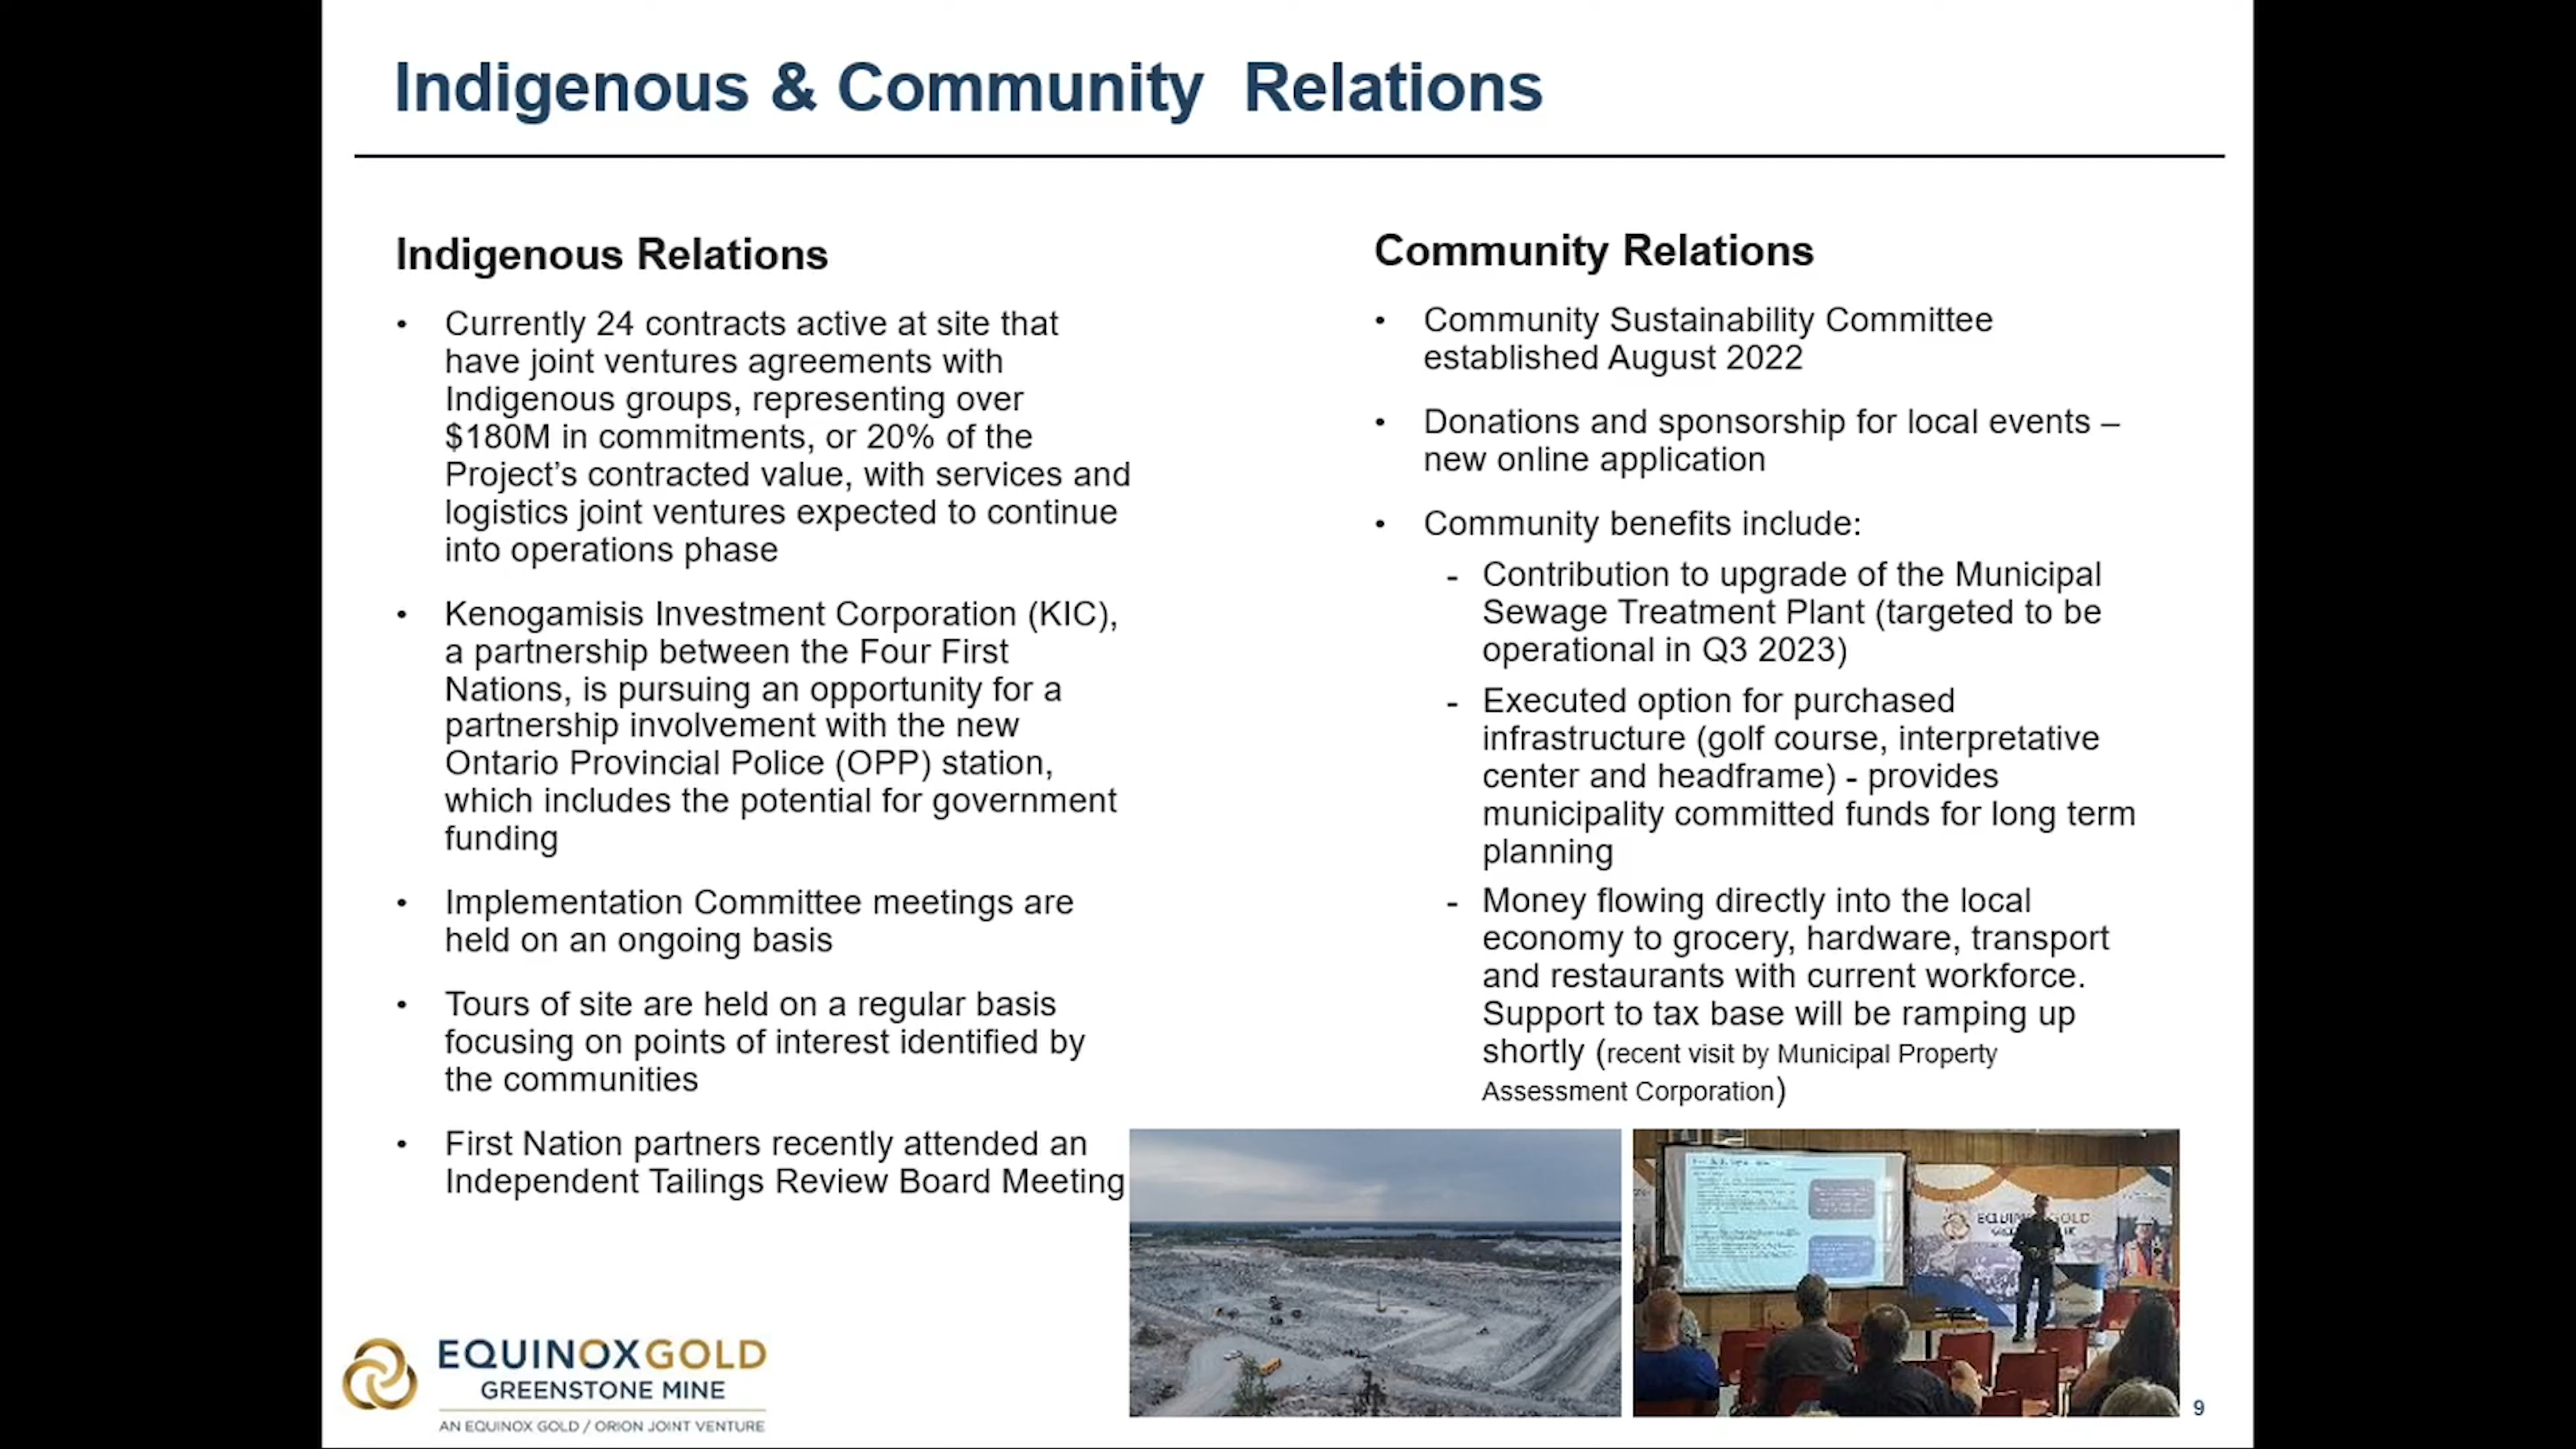 Indigenous & Community Relations
Indigenous Relations
• Currently 24 contracts active at site that
have joint ventures agreements with
Indigenous groups, representing over
$180M in commitments, or 20% of the
Project’s contracted value, with services and
logistics joint ventures expected to continue
into operations phase
• Kenogamisis Investment Corporation (KIC),
a partnership between the Four First
Nations, is pursuing an opportunity for a
partnership involvement with the new
Ontario Provincial Police (OPP) station,
which includes the potential for government
funding
• Implementation Committee meetings are
held on an ongoing basis
• Tours of site are held on a regular basis
focusing on points of interest identified by
the communities
• First Nation partners recently attended an
Independent Tailings Review Board Meeting
Community Relations
• Community Sustainability Committee
established August 2022
• Donations and sponsorship for local events –
new online application
• Community benefits include:
- Contribution to upgrade of the Municipal
Sewage Treatment Plant (targeted to be
operational in Q3 2023)
- Executed option for purchased
infrastructure (golf course, interpretative
center and headframe) - provides
municipality committed funds for long term
planning
- Money flowing directly into the local
economy to grocery, hardware, transport
and restaurants with current workforce.
Support to tax base will be ramping up
shortly (recent visit by Municipal Property
Assessment Corporation)
EQUINOXGOLD
GREENSTONE MINE
AN EQUINOX GOLD / ORION JOINT VENTURE
9